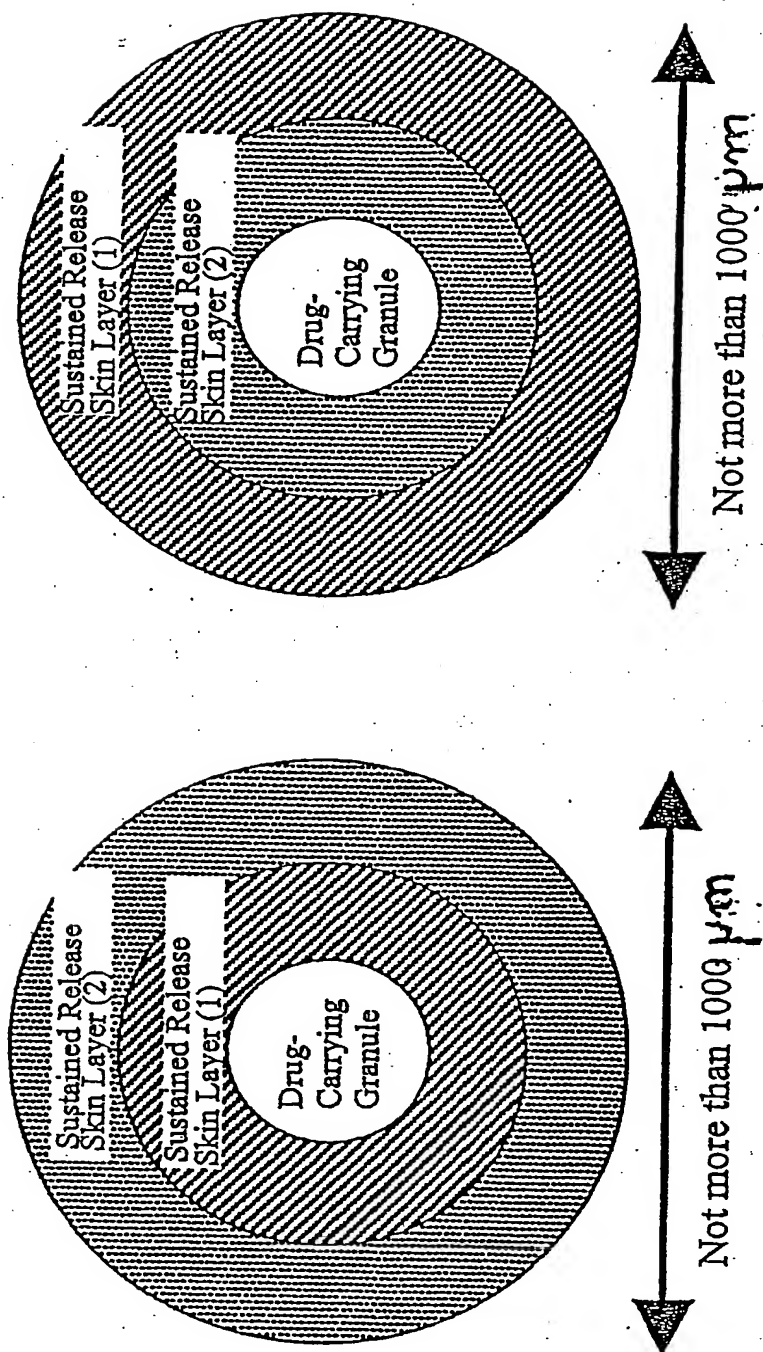 Sustained Release
Skin Layer (2)
Sustained Release
Skin Layer (1)
Drug-
Carrying
Granule
Not more than 1000 μm
Sustained Release
Skin Layer (1)
Sustained Release
Skin Layer (2)
Drug-
Carrying
Granule
Not more than 1000 μm